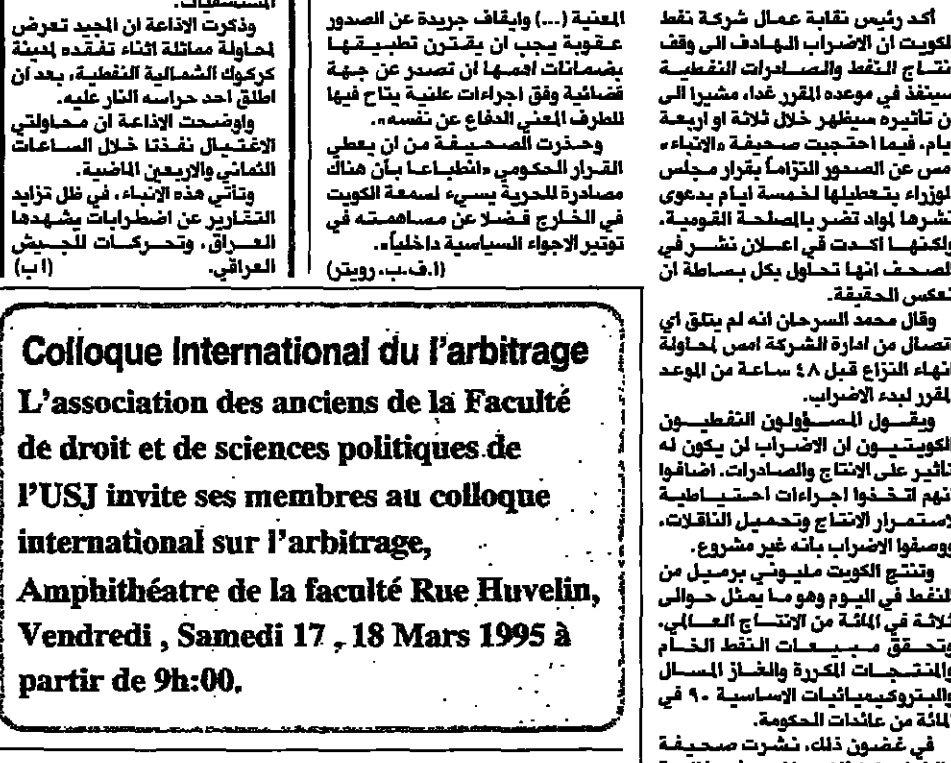 أكد رئيس نقابة عمال شركة نفط
الكويت ان الاضراب الهادف الى وقف
انتاج النفط والصادرات النفطية
سينفذ في موعده المقرر غدا، مشيرا الى
ان تأثيره سيظهر خلال ثلاثة او اربعة
ايام، فيما احتجبت صحيفة «الانباء»
امس عن الصدور التزاماً بقرار مجلس
الوزراء بتعطيلها لخمسة ايام بدعوى
نشرها لمواد تضر بالمصلحة القومية،
ولكنها اكدت في اعلان نشر في
الصحف انها تحاول بكل بساطة ان
تعكس الحقيقة.
وقال محمد السرحان انه لم يتلق اي
اتصال من ادارة الشركة امس لمحاولة
انهاء النزاع قبل ٤٨ ساعة من الموعد
المقرر لبدء الاضراب.
ويقول المسؤولون النفطيون
الكويتيون ان الاضراب لن يكون له
تاثير على الانتاج والصادرات. اضافوا
انهم اتخذوا اجراءات احتياطية
لاستمرار الانتاج وتحميل الناقلات،
ووصفوا الاضراب بانه غير مشروع.
وتنتج الكويت مليوني برميل من
النفط في اليوم وهو ما يمثل حوالى
ثلاثة في المائة من الانتاج العالمي.
وتحقق مبيعات النفط الخام
والمنتجات المكررة والغاز المسال
والبتروكيميائيات الاساسية ٩٠ في
المائة من عائدات الحكومة.
في غضون ذلك، نشرت صحيفة
المعنية (...) وايقاف جريدة عن الصدور
عقوبة يجب ان يقترن تطبيقها
بضمانات اهمها ان تصدر عن جهة
قضائية وفق اجراءات علنية يتاح فيها
للطرف المعني الدفاع عن نفسه».
وحذرت الصحيفة من ان يعطي
القرار الحكومي «انطباعا بأن هناك
مصادرة للحرية يسيء لسمعة الكويت
في الخارج فضلا عن مساهمته في
توتير الاجواء السياسية داخلياً».
(ا.ف.ب، رويتر)
المستشفيات.
وذكرت الإذاعة ان المجيد تعرض
لمحاولة مماثلة اثناء تفقده لمدينة
كركوك الشمالية النفطية، بعد ان
اطلق احد حراسه النار عليه.
واوضحت الاذاعة ان محاولتي
الاغتيال نفذتا خلال الساعات
الثماني والاربعين الماضية.
وتأتي هذه الانباء، في ظل تزايد
التقارير عن اضطرابات يشهدها
العراق، وتحركات للجيش
العراقي. (ا ب)
Colloque International du l'arbitrage
L'association des anciens de la Faculté
de droit et de sciences politiques de
l'USJ invite ses membres au colloque
international sur l'arbitrage,
Amphithéatre de la faculté Rue Huvelin,
Vendredi , Samedi 17 , 18 Mars 1995 à
partir de 9h:00.